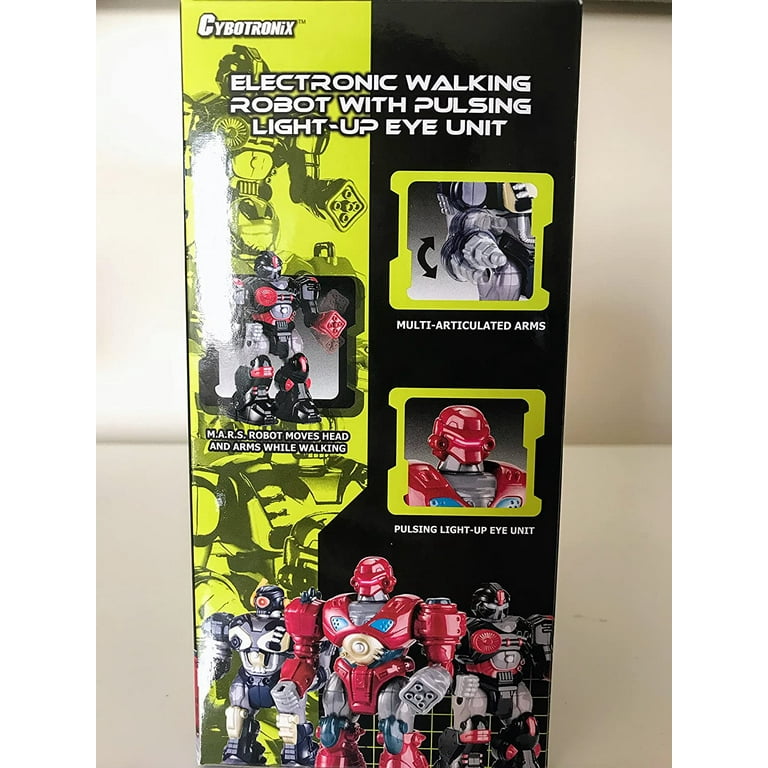 CYBOTRONIX™
ELECTRONIC WALKING
ROBOT WITH PULSING
LIGHT-UP EYE UNIT
MULTI-ARTICULATED ARMS
M.A.R.S. ROBOT MOVES HEAD
AND ARMS WHILE WALKING
PULSING LIGHT-UP EYE UNIT